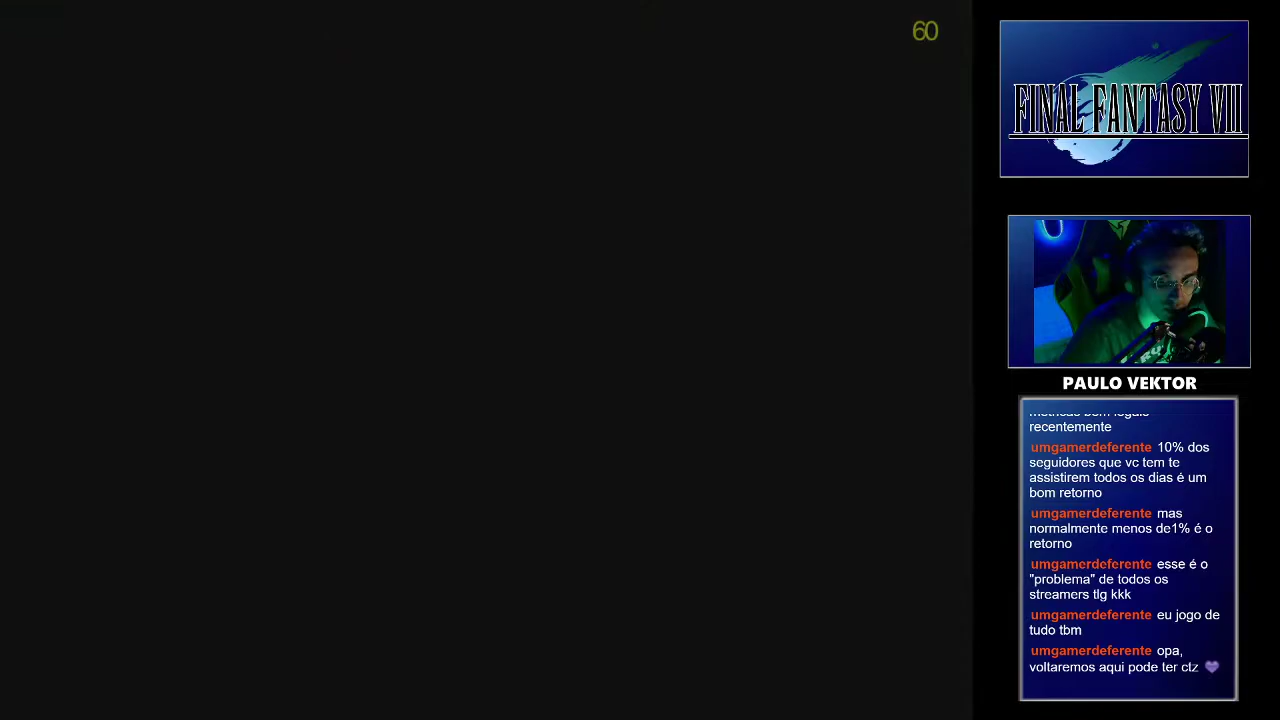 60
FINAL FANTASY VII
PAULO VEKTOR
recentemente
umgamerdeferente 10% dos
seguidores que vc tem te
assistirem todos os dias é um
bom retorno
umgamerdeferente mas
normalmente menos de1% é o
retorno
umgamerdeferente esse é o
"problema" de todos os
streamers tlg kkk
umgamerdeferente eu jogo de
tudo tbm
umgamerdeferente opa,
voltaremos aqui pode ter ctz 💜